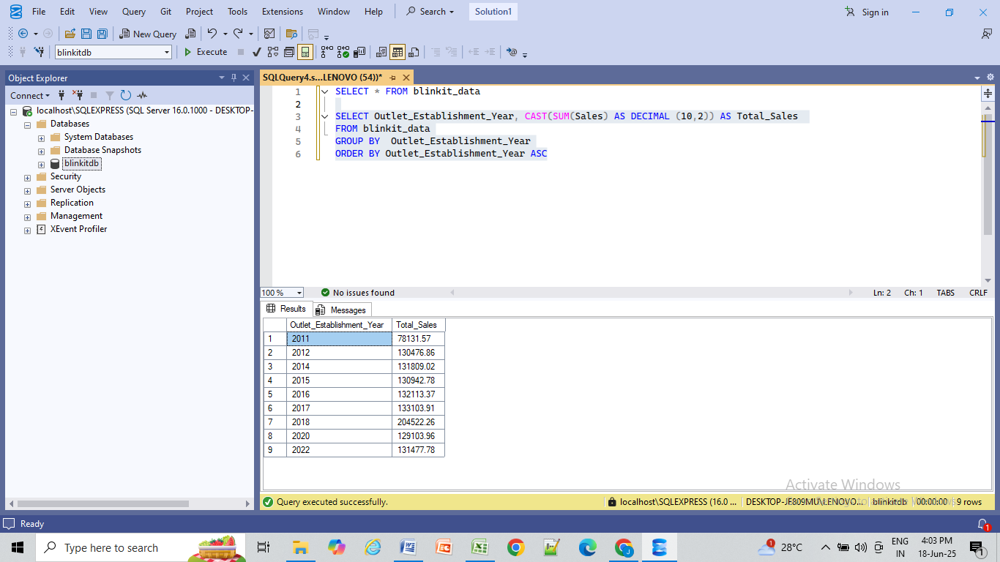 File Edit View Query Git Project Tools Extensions Window Help Search Solution1 Sign in
New Query
blinkitdb Execute
Object Explorer
Connect
localhost\SQLEXPRESS (SQL Server 16.0.1000 - DESKTOP-
Databases
System Databases
Database Snapshots
blinkitdb
Security
Server Objects
Replication
Management
XEvent Profiler
SQLQuery4.s...LENOVO (54))*
1 SELECT * FROM blinkit_data
2
3 SELECT Outlet_Establishment_Year, CAST(SUM(Sales) AS DECIMAL (10,2)) AS Total_Sales
4 FROM blinkit_data
5 GROUP BY  Outlet_Establishment_Year
6 ORDER BY Outlet_Establishment_Year ASC
100 % No issues found Ln: 2 Ch: 1 TABS CRLF
Results Messages
Outlet_Establishment_Year Total_Sales
1 2011 78131.57
2 2012 130476.86
3 2014 131809.02
4 2015 130942.78
5 2016 132113.37
6 2017 133103.91
7 2018 204522.26
8 2020 129103.96
9 2022 131477.78
Activate Windows
Query executed successfully. localhost\SQLEXPRESS (16.0 ... DESKTOP-JE809MU\LENOVO... blinkitdb 00:00:00 9 rows
Ready 1
Type here to search 1 28°C ENG 4:03 PM
IN 18-Jun-25 1